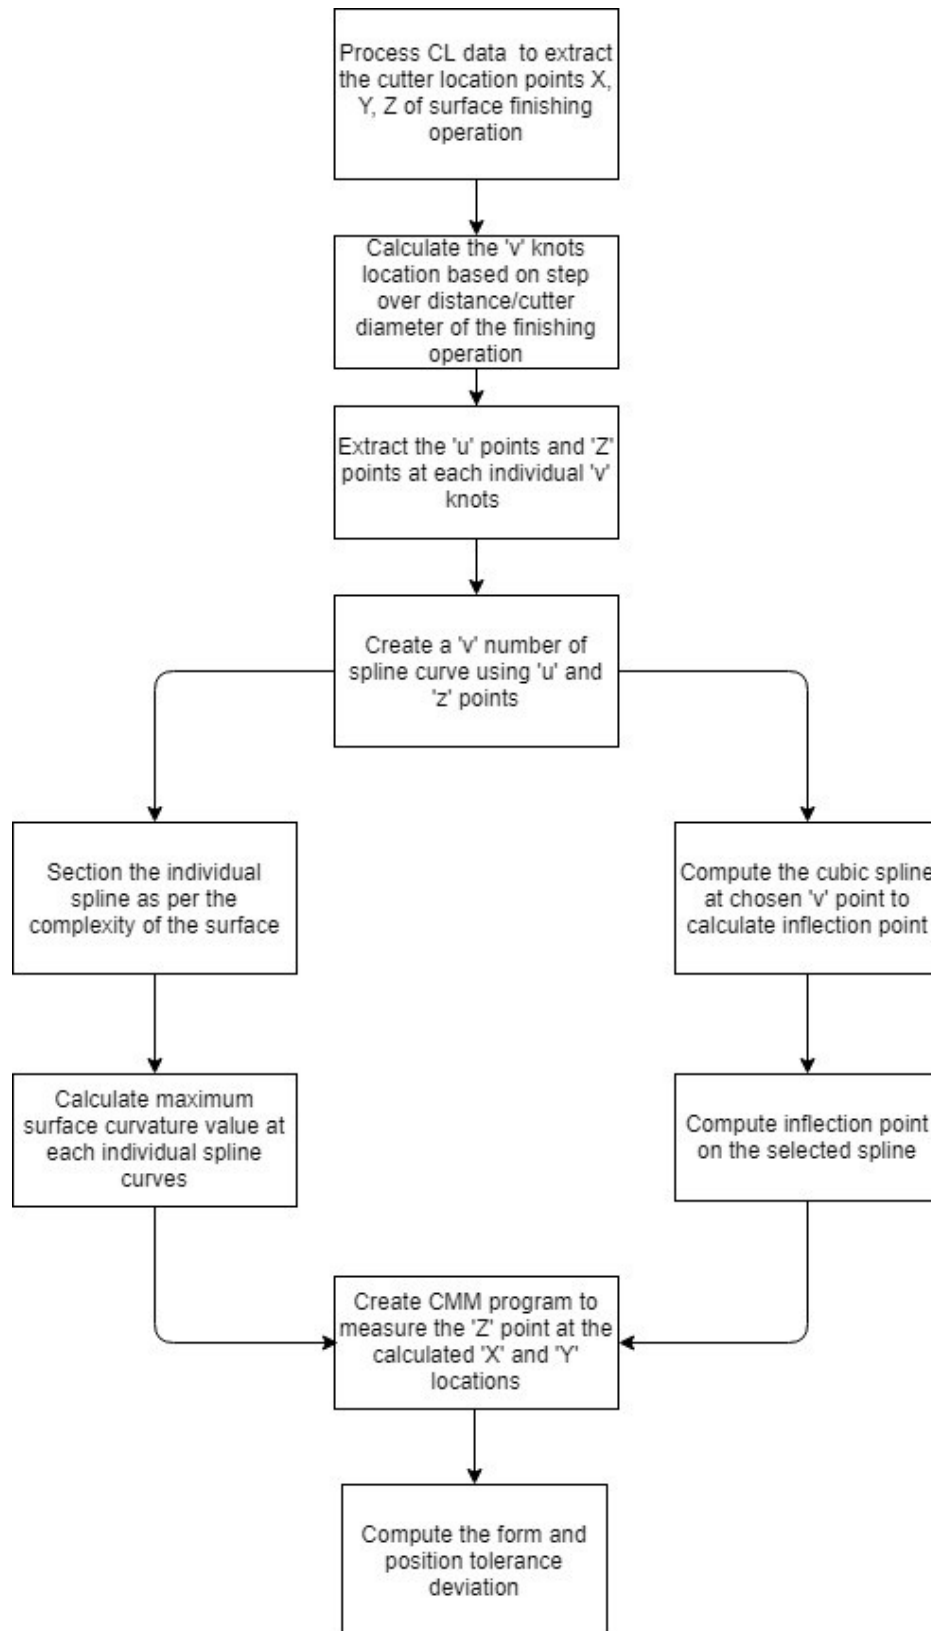 Process CL data to extract
the cutter location points X,
Y, Z of surface finishing
operation
Calculate the 'v' knots
location based on step
over distance/cutter
diameter of the finishing
operation
Extract the 'u' points and 'Z'
points at each individual 'v'
knots
Create a 'v' number of
spline curve using 'u' and
'z' points
Section the individual
spline as per the
complexity of the surface
Compute the cubic spline
at chosen 'v' point to
calculate inflection point
Calculate maximum
surface curvature value at
each individual spline
curves
Compute inflection point
on the selected spline
Create CMM program to
measure the 'Z' point at the
calculated 'X' and 'Y'
locations
Compute the form and
position tolerance
deviation